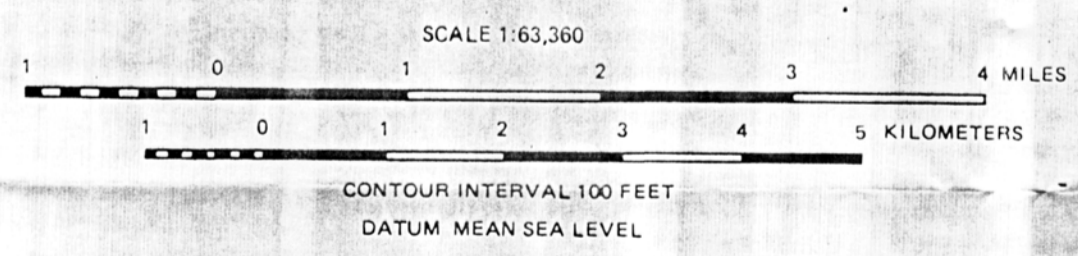 SCALE 1:63,360
1 0 1 2 3 4 MILES
1 0 1 2 3 4 5 KILOMETERS
CONTOUR INTERVAL 100 FEET
DATUM MEAN SEA LEVEL